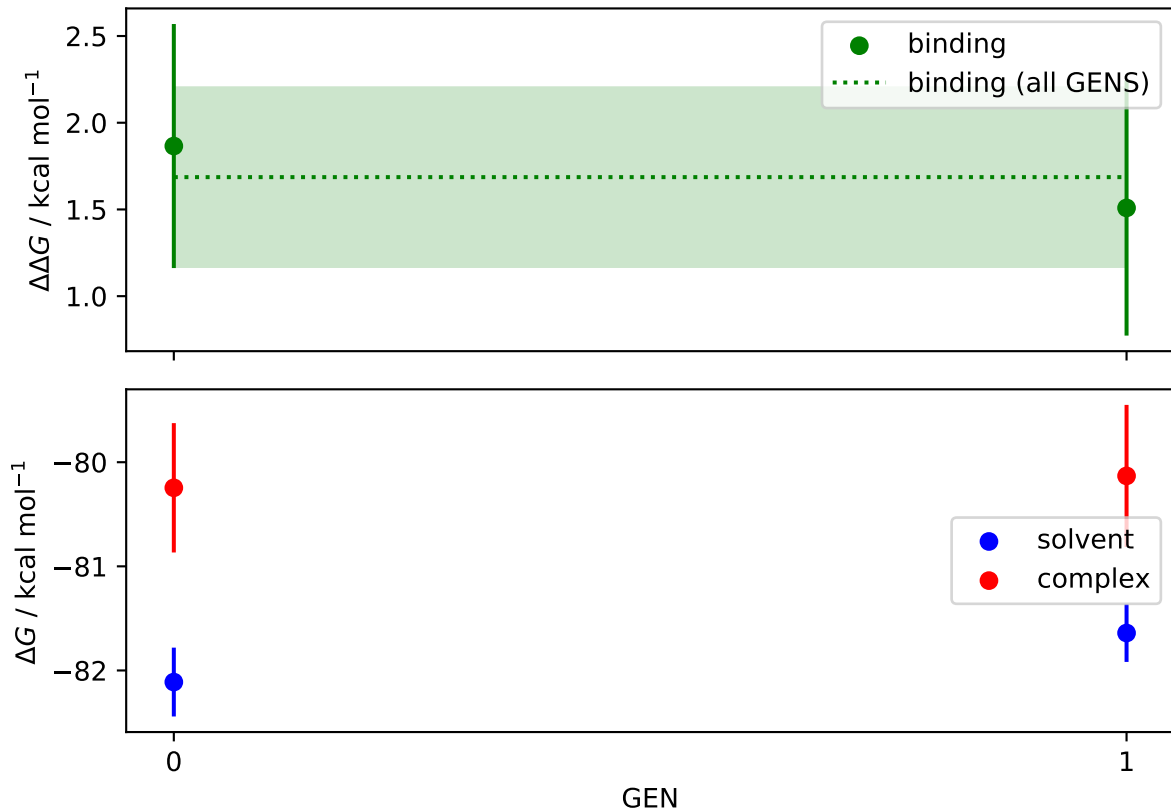 2.5
2.0
1.5
1.0
ΔΔG / kcal mol⁻¹
binding
binding (all GENS)
−80
−81
−82
ΔG / kcal mol⁻¹
solvent
complex
0
1
GEN